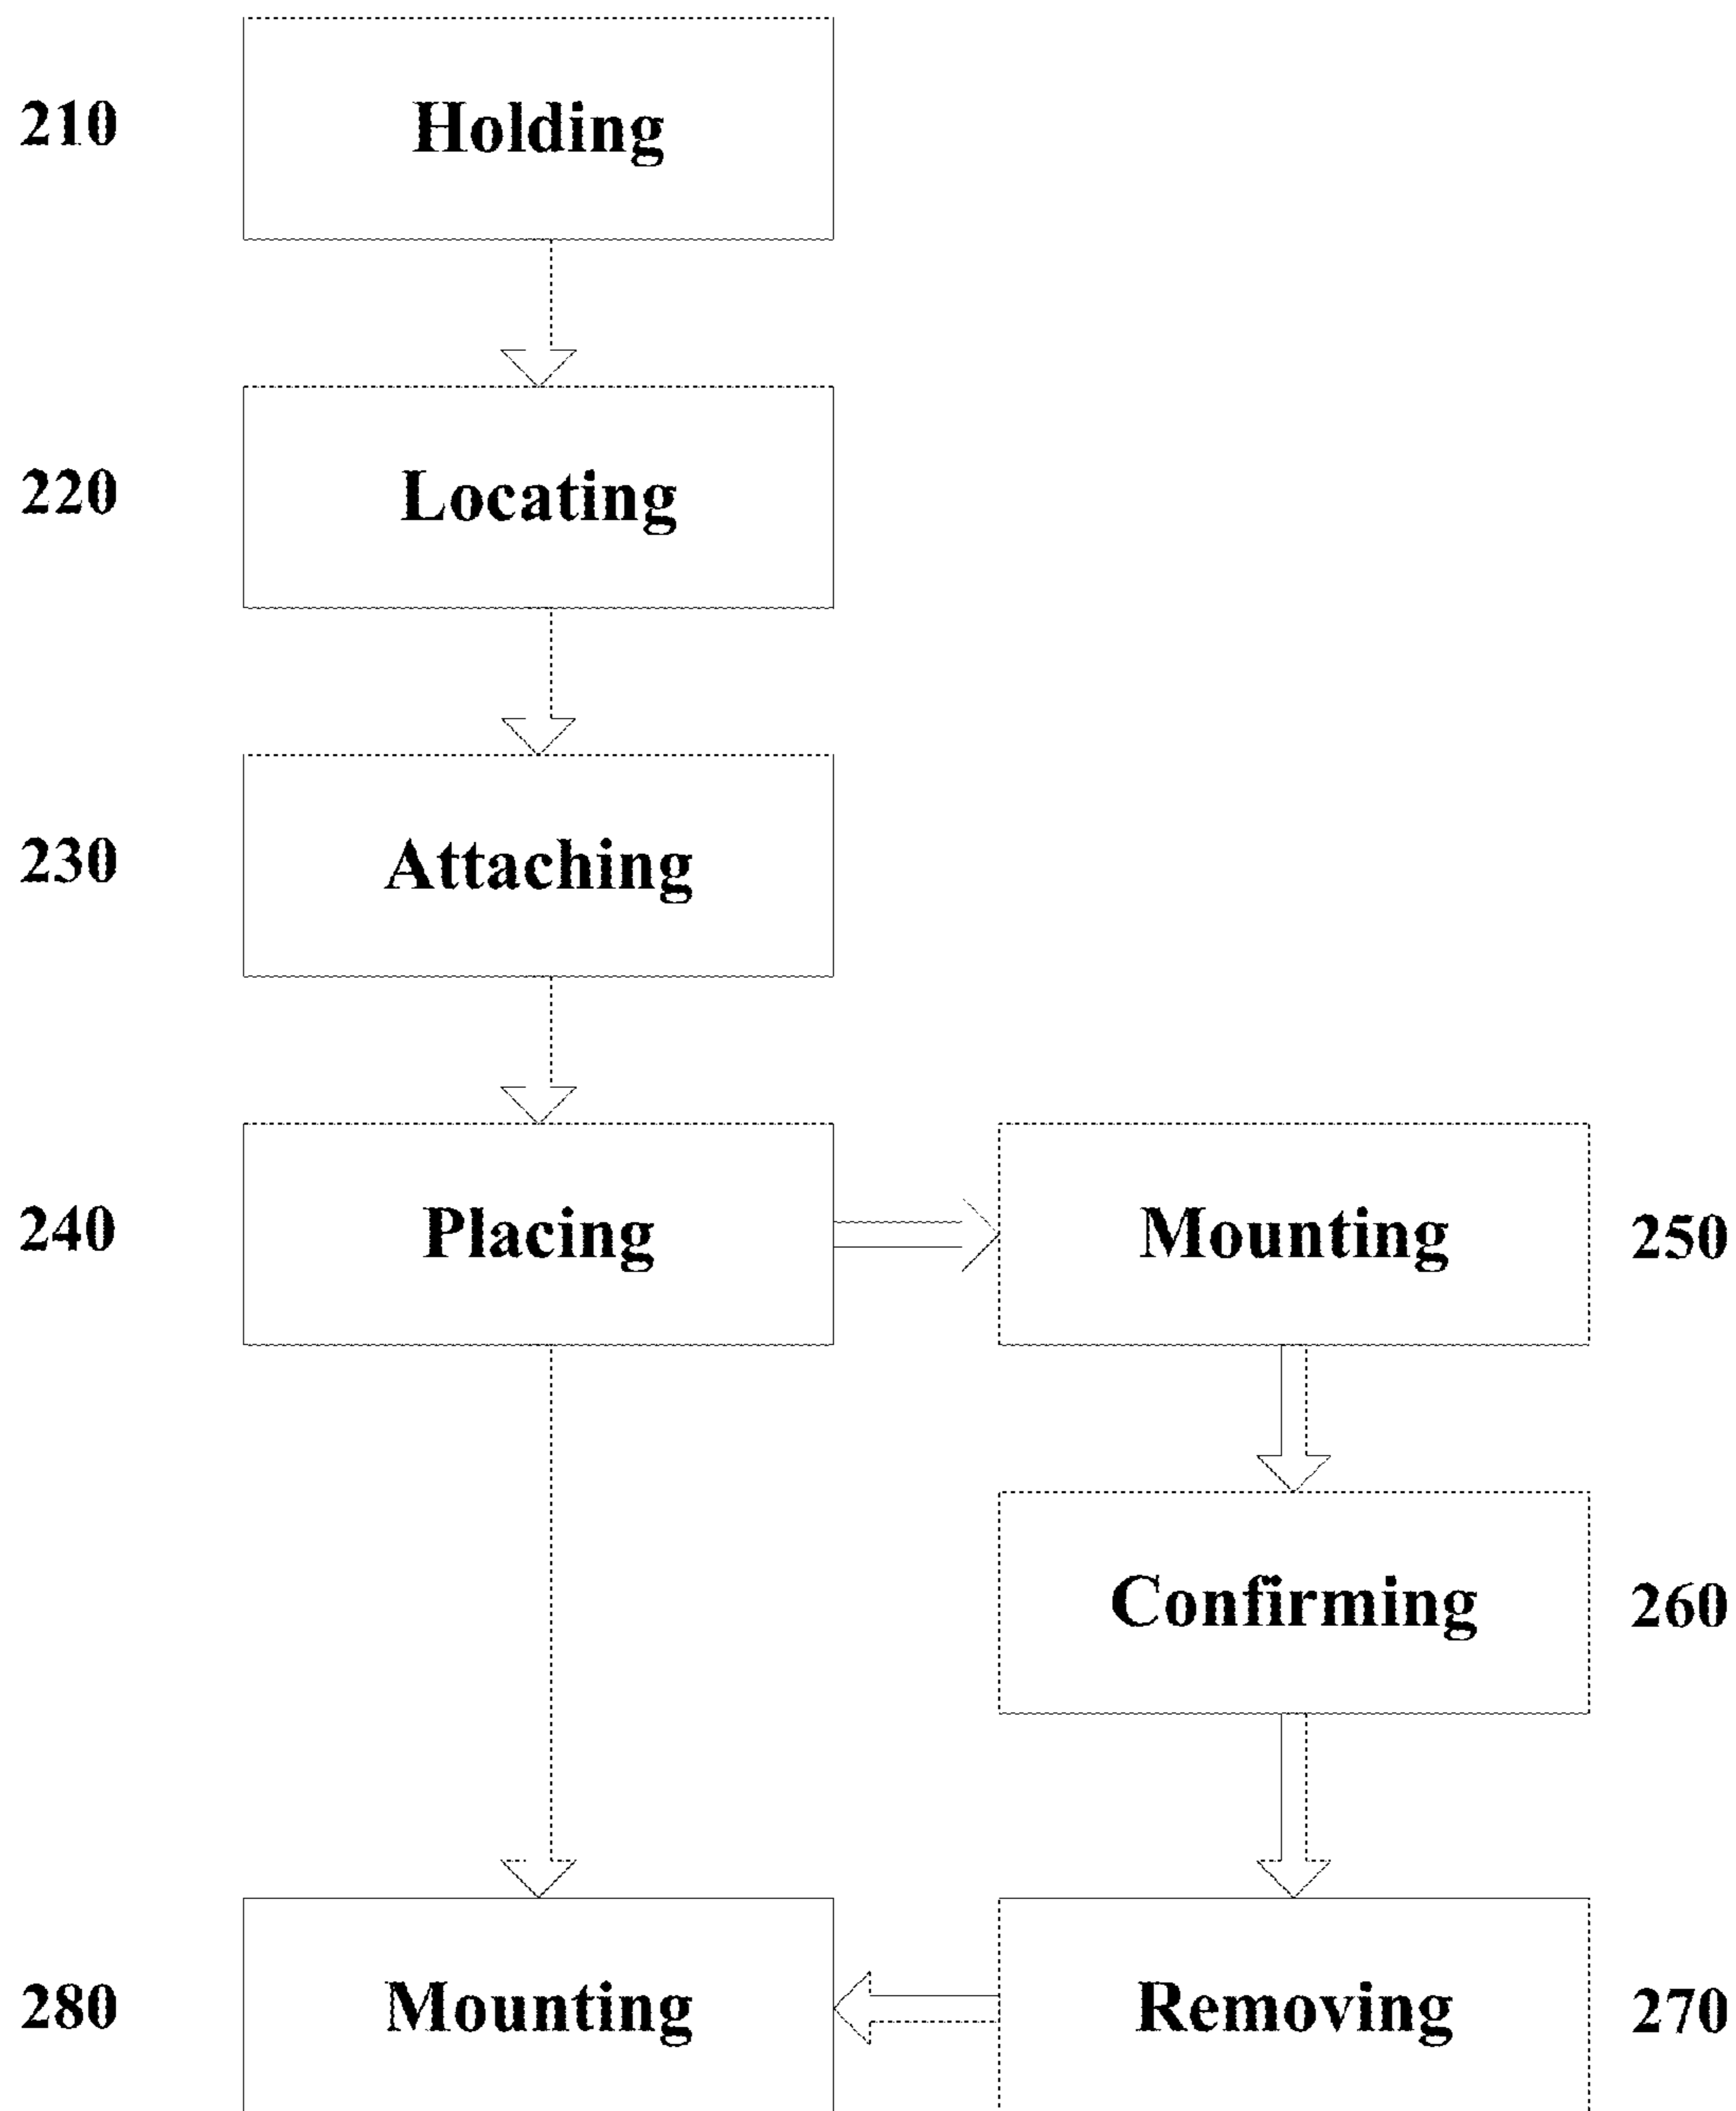 210 Holding
220 Locating
230 Attaching
240 Placing Mounting 250
Confirming 260
280 Mounting Removing 270